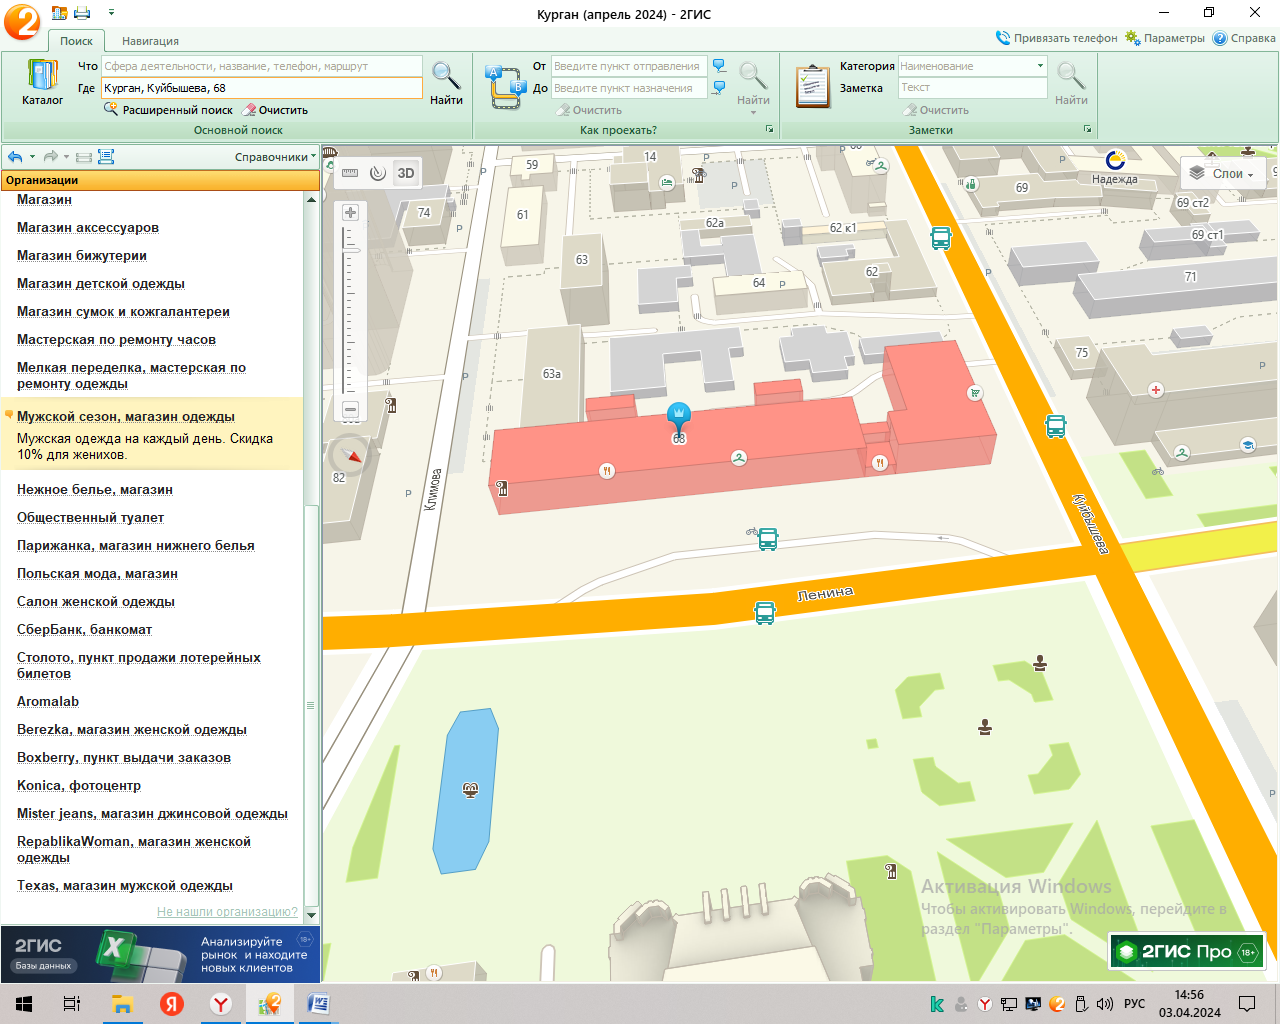 Курган (апрель 2024) - 2ГИС
Поиск
Навигация
Привязать телефон
Параметры
Справка
Каталог
Что
Сфера деятельности, название, телефон, маршрут
Где
Курган, Куйбышева, 68
Расширенный поиск
Очистить
Найти
Основной поиск
От
Введите пункт отправления
До
Введите пункт назначения
Очистить
Найти
Как проехать?
Категория
Наименование
Заметка
Текст
Очистить
Найти
Заметки
Справочники
Организации
Магазин
Магазин аксессуаров
Магазин бижутерии
Магазин детской одежды
Магазин сумок и кожгалантереи
Мастерская по ремонту часов
Мелкая переделка, мастерская по
ремонту одежды
Мужской сезон, магазин одежды
Мужская одежда на каждый день. Скидка
10% для женихов.
Нежное белье, магазин
Общественный туалет
Парижанка, магазин нижнего белья
Польская мода, магазин
Салон женской одежды
СберБанк, банкомат
Столото, пункт продажи лотерейных
билетов
Aromalab
Berezka, магазин женской одежды
Boxberry, пункт выдачи заказов
Konica, фотоцентр
Mister jeans, магазин джинсовой одежды
RepablikaWoman, магазин женской
одежды
Texas, магазин мужской одежды
Не нашли организацию?
2ГИС
Базы данных
Анализируйте
рынок и находите
новых клиентов
18+
3D
Слои
Надежда
59
14
61
74
62а
62 к1
63
62
64
69
69 ст2
69 ст1
71
75
63а
68
82
P
P
P
P
P
P
P
P
P
P
Климова
Куйбышева
Ленина
Активация Windows
Чтобы активировать Windows, перейдите в
раздел "Параметры".
2ГИС Про
18+
РУС
14:56
03.04.2024